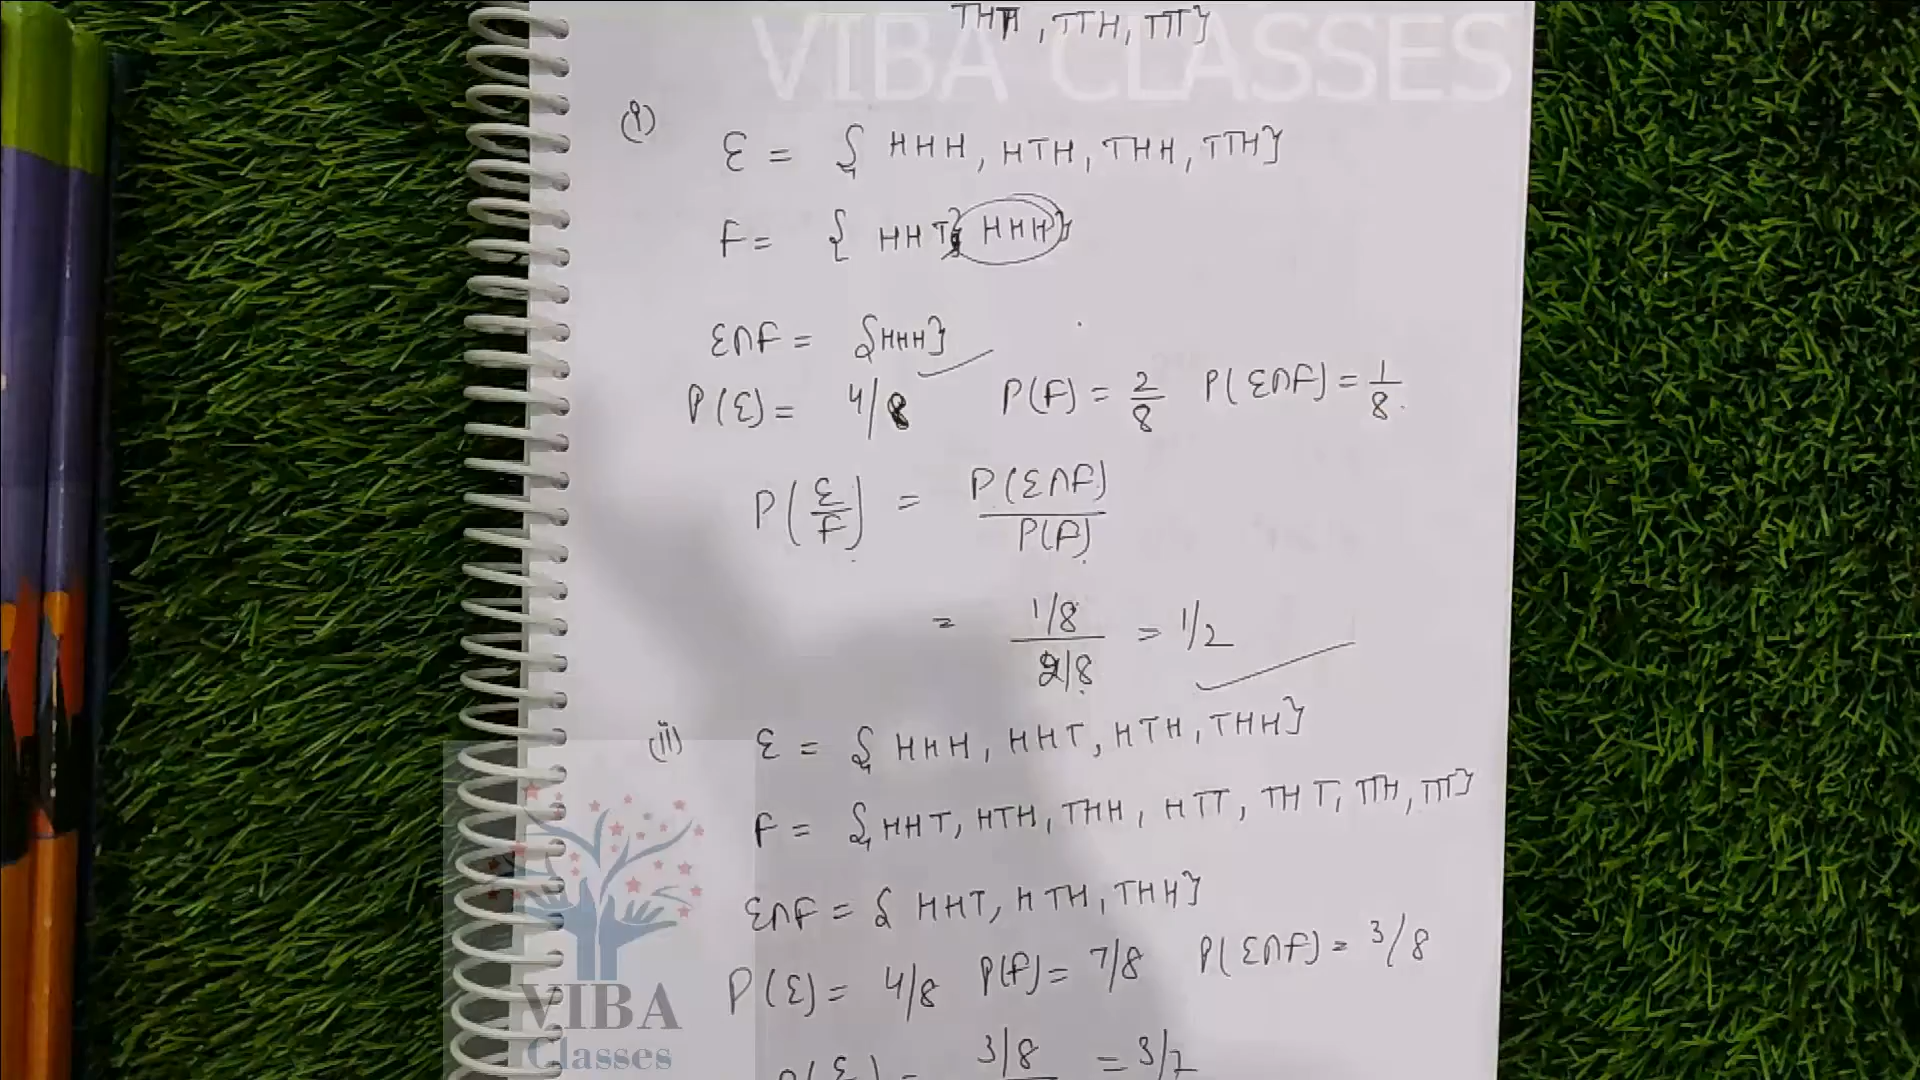 THT, TTH, TTT}
VIBA CLASSES
(i)
E = { HHH, HTH, THH, TTH}
F = { HHT, HHH}
E∩F = {HHH}
P(E) = 4/8 P(F) = 2/8 P(E∩F) = 1/8.
P(E/F) = P(E∩F)/P(F)
= 1/8 / 2/8 = 1/2
(ii) E = { HHH, HHT, HTH, THH}
F = { HHT, HTH, THH, HTT, THT, TTH, TTT}
E∩F = { HHT, HTH, THH}
P(E) = 4/8 P(F) = 7/8 P(E∩F) = 3/8
3/8 = 3/7
VIBA
Classes